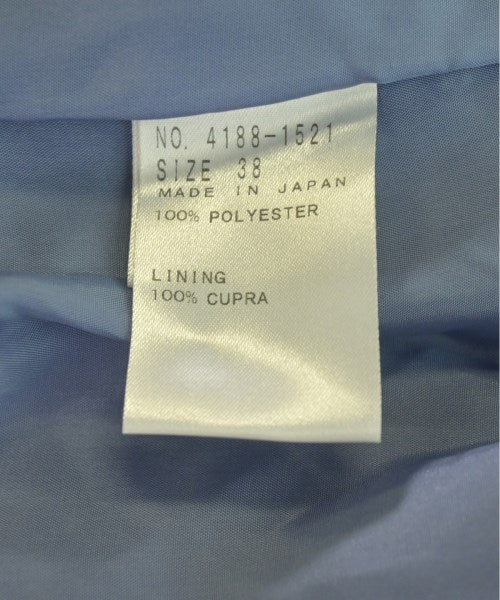 NO. 4188-1521
SIZE 38
MADE IN JAPAN
100% POLYESTER
LINING
100% CUPRA